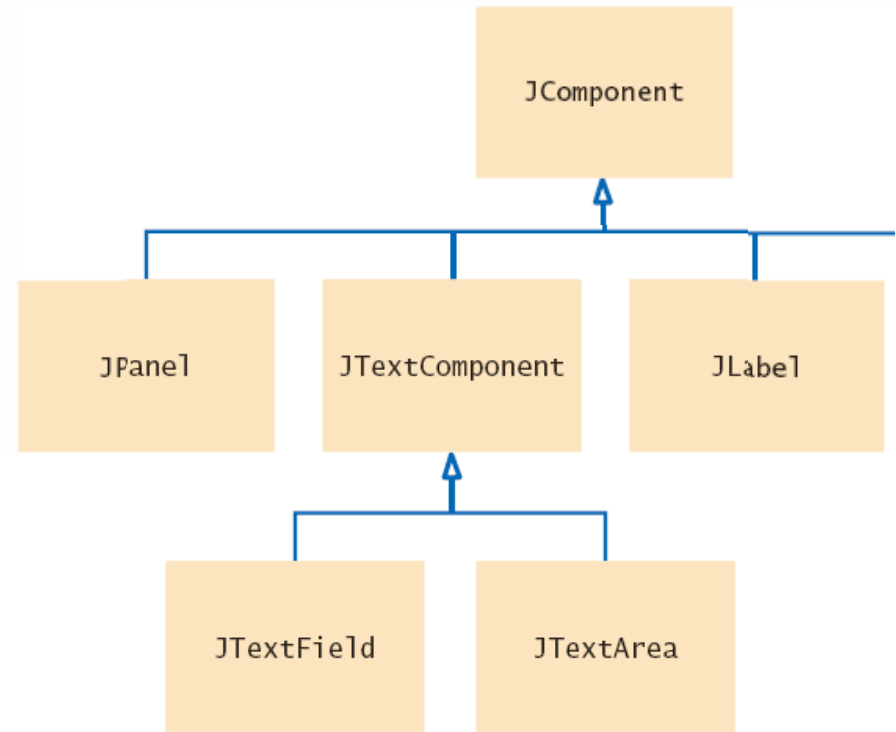 JComponent
JPanel
JTextComponent
JLabel
JTextField
JTextArea